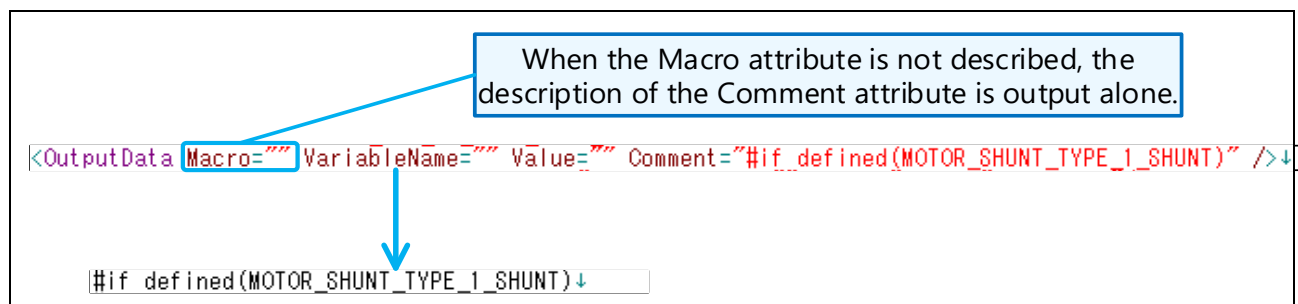 When the Macro attribute is not described, the
description of the Comment attribute is output alone.
<OutputData Macro="" VariableName="" Value="" Comment="#if defined(MOTOR_SHUNT_TYPE_1_SHUNT)" />↓
#if defined(MOTOR_SHUNT_TYPE_1_SHUNT)↓